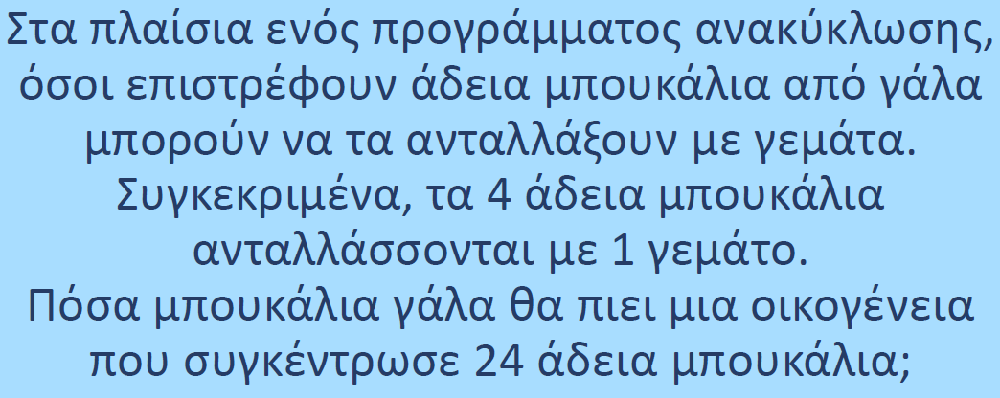 Στα πλαίσια ενός προγράμματος ανακύκλωσης,
όσοι επιστρέφουν άδεια μπουκάλια από γάλα
μπορούν να τα ανταλλάξουν με γεμάτα.
Συγκεκριμένα, τα 4 άδεια μπουκάλια
ανταλλάσσονται με 1 γεμάτο.
Πόσα μπουκάλια γάλα θα πιει μια οικογένεια
που συγκέντρωσε 24 άδεια μπουκάλια;